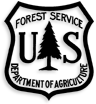 FOREST SERVICE
U S
DEPARTMENT OF AGRICULTURE